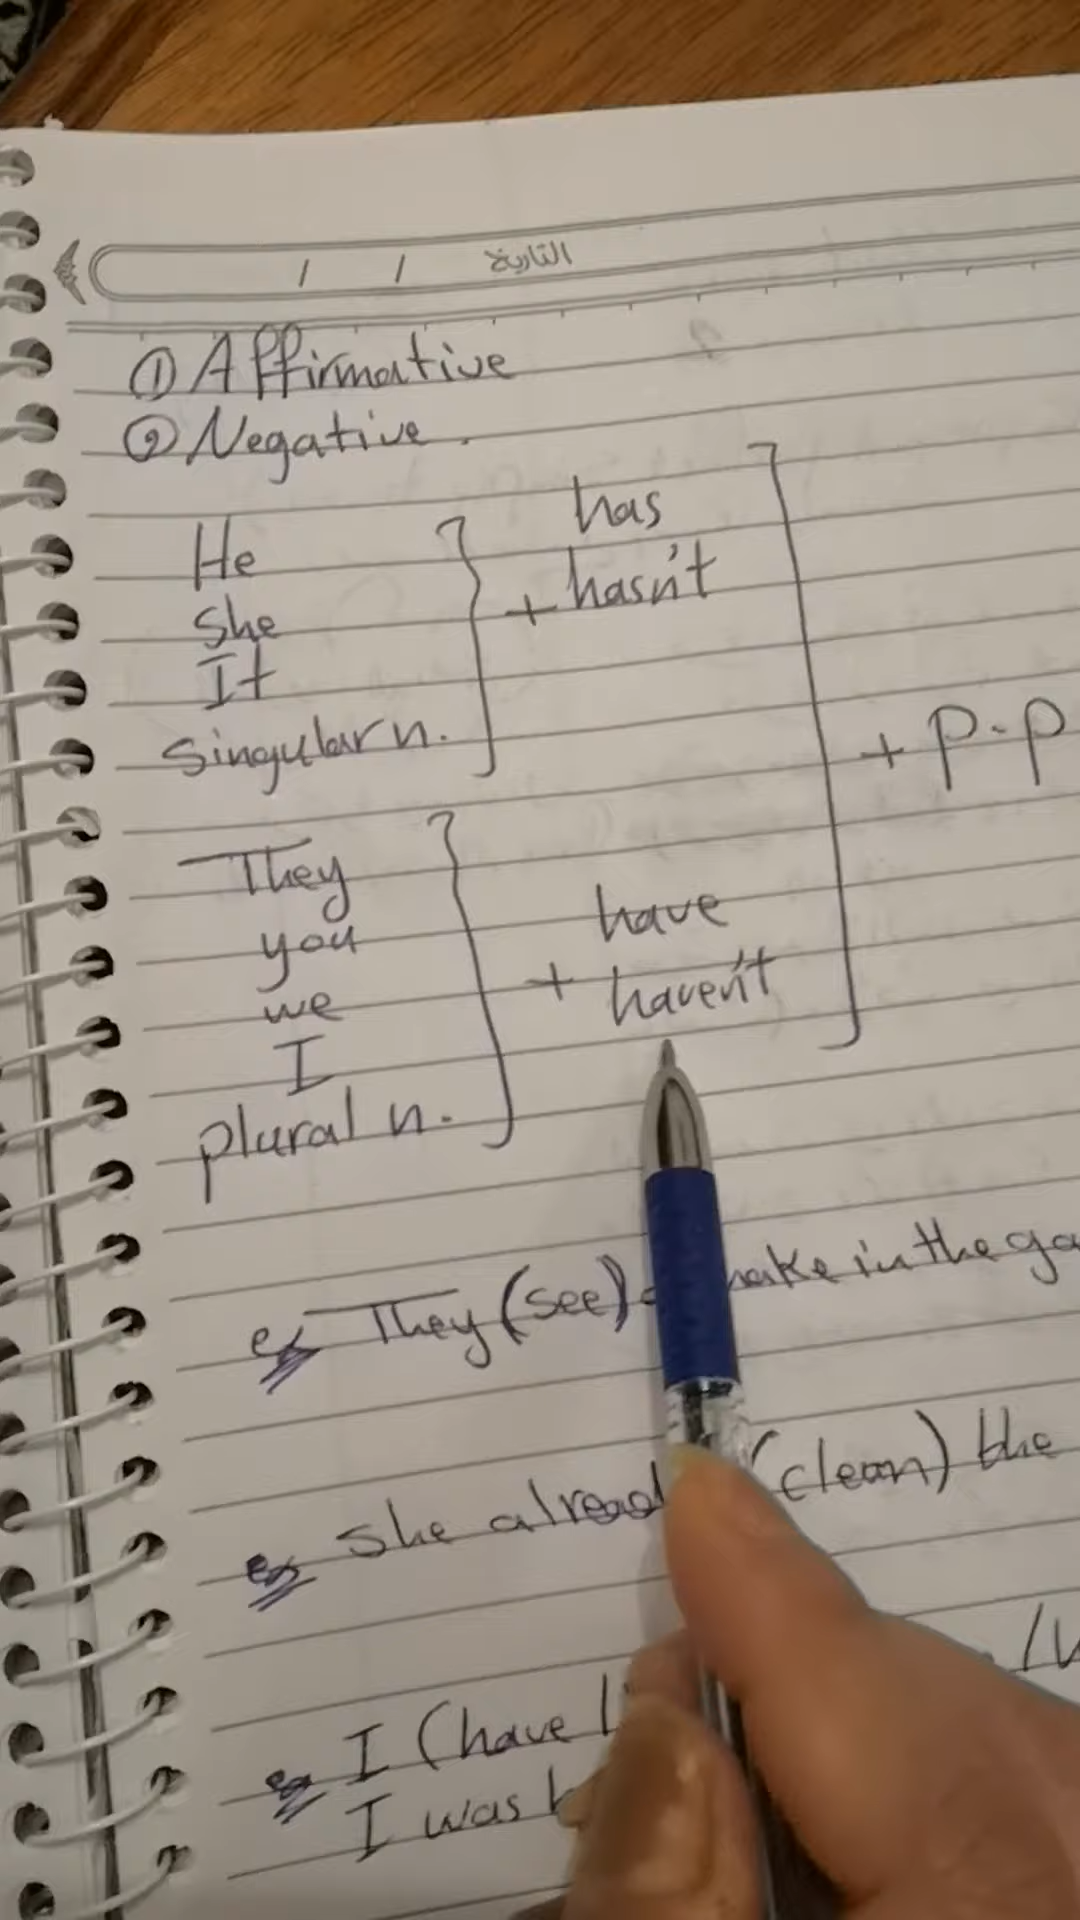 التاريخ / /
① Affirmative
② Negative.
He
she
It
singular n.
+
has
hasn't
They
you
we
I
plural n.
+
have
haven't
+ p.p
ex They (see) in the
ex she (clean) the
ex I (have
I was